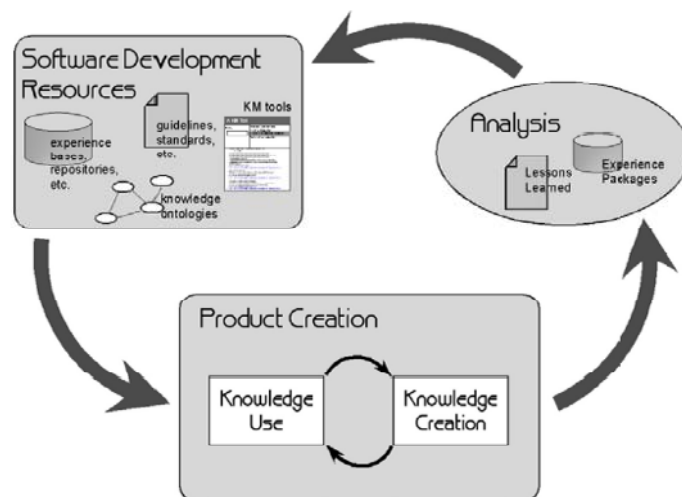 Software Development
Resources
KM tools
guidelines,
standards,
etc.
experience
bases,
repositories,
etc.
knowledge
ontologies
Analysis
Lessons
Learned
Experience
Packages
Product Creation
Knowledge
Use
Knowledge
Creation